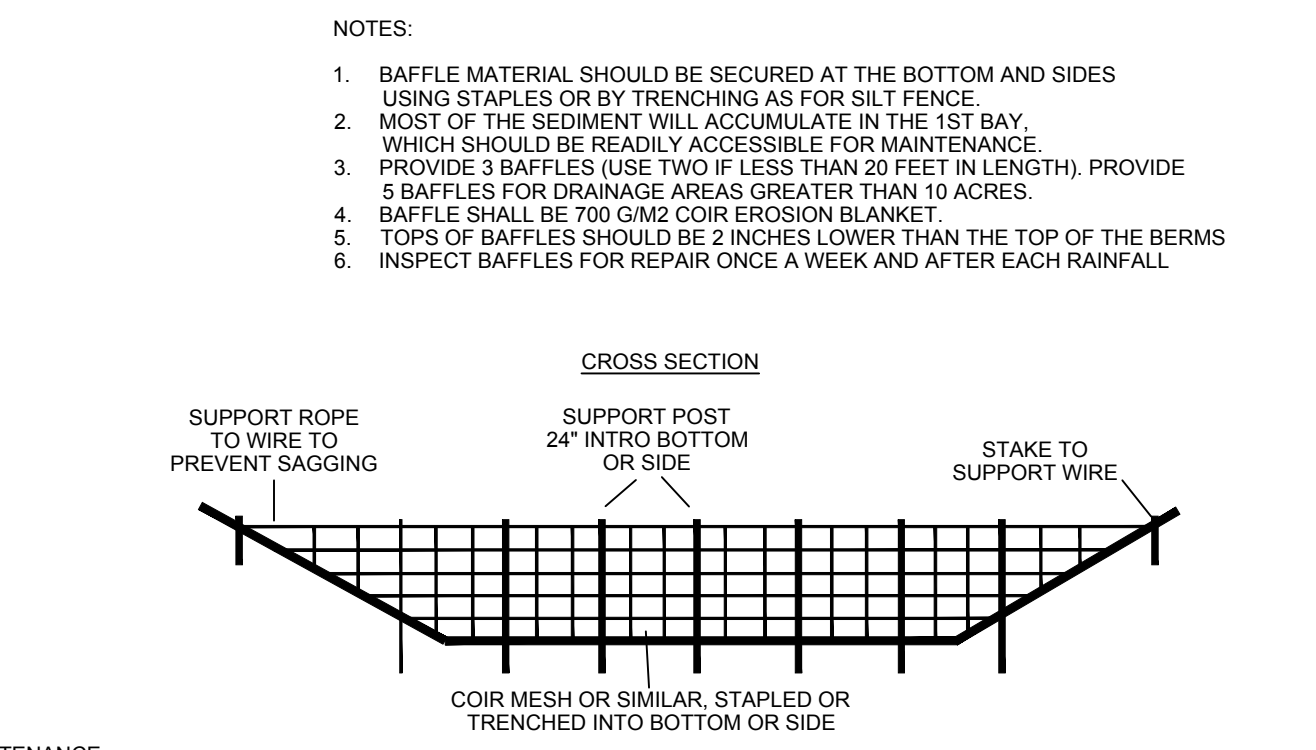 NOTES:
1. BAFFLE MATERIAL SHOULD BE SECURED AT THE BOTTOM AND SIDES
USING STAPLES OR BY TRENCHING AS FOR SILT FENCE.
2. MOST OF THE SEDIMENT WILL ACCUMULATE IN THE 1ST BAY,
WHICH SHOULD BE READILY ACCESSIBLE FOR MAINTENANCE.
3. PROVIDE 3 BAFFLES (USE TWO IF LESS THAN 20 FEET IN LENGTH). PROVIDE
5 BAFFLES FOR DRAINAGE AREAS GREATER THAN 10 ACRES.
4. BAFFLE SHALL BE 700 G/M2 COIR EROSION BLANKET.
5. TOPS OF BAFFLES SHOULD BE 2 INCHES LOWER THAN THE TOP OF THE BERMS
6. INSPECT BAFFLES FOR REPAIR ONCE A WEEK AND AFTER EACH RAINFALL
CROSS SECTION
SUPPORT ROPE
TO WIRE TO
PREVENT SAGGING
SUPPORT POST
24" INTRO BOTTOM
OR SIDE
STAKE TO
SUPPORT WIRE
COIR MESH OR SIMILAR, STAPLED OR
TRENCHED INTO BOTTOM OR SIDE